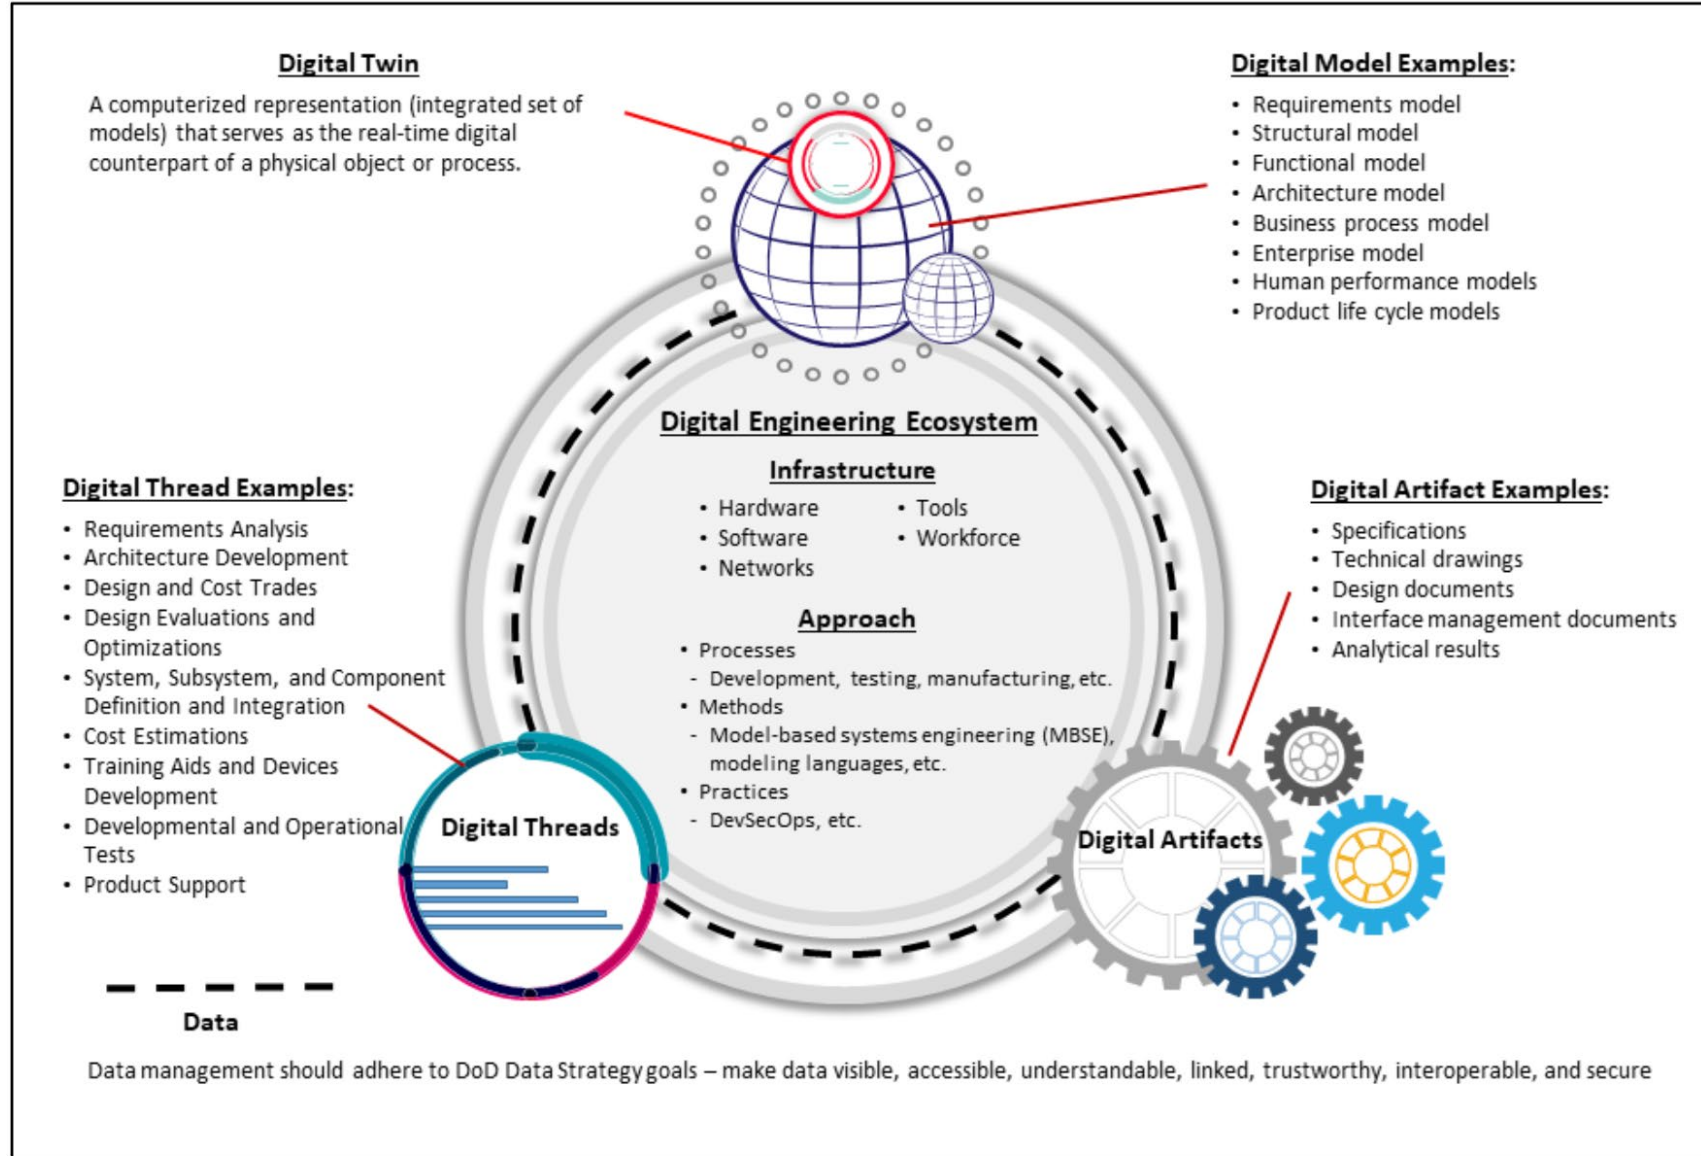 Digital Twin
A computerized representation (integrated set of
models) that serves as the real-time digital
counterpart of a physical object or process.
Digital Model Examples:
• Requirements model
• Structural model
• Functional model
• Architecture model
• Business process model
• Enterprise model
• Human performance models
• Product life cycle models
Digital Engineering Ecosystem
Infrastructure
• Hardware
• Software
• Networks
• Tools
• Workforce
Approach
• Processes
- Development, testing, manufacturing, etc.
• Methods
- Model-based systems engineering (MBSE),
modeling languages, etc.
• Practices
- DevSecOps, etc.
Digital Thread Examples:
• Requirements Analysis
• Architecture Development
• Design and Cost Trades
• Design Evaluations and
Optimizations
• System, Subsystem, and Component
Definition and Integration
• Cost Estimations
• Training Aids and Devices
Development
• Developmental and Operational
Tests
• Product Support
Digital Threads
Digital Artifact Examples:
• Specifications
• Technical drawings
• Design documents
• Interface management documents
• Analytical results
Digital Artifacts
Data
Data management should adhere to DoD Data Strategy goals – make data visible, accessible, understandable, linked, trustworthy, interoperable, and secure